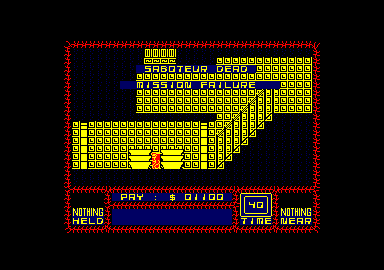 SABOTEUR DEAD
MISSION FAILURE
PAY : $ 01100
NOTHING HELD
40
TIME
NOTHING NEAR